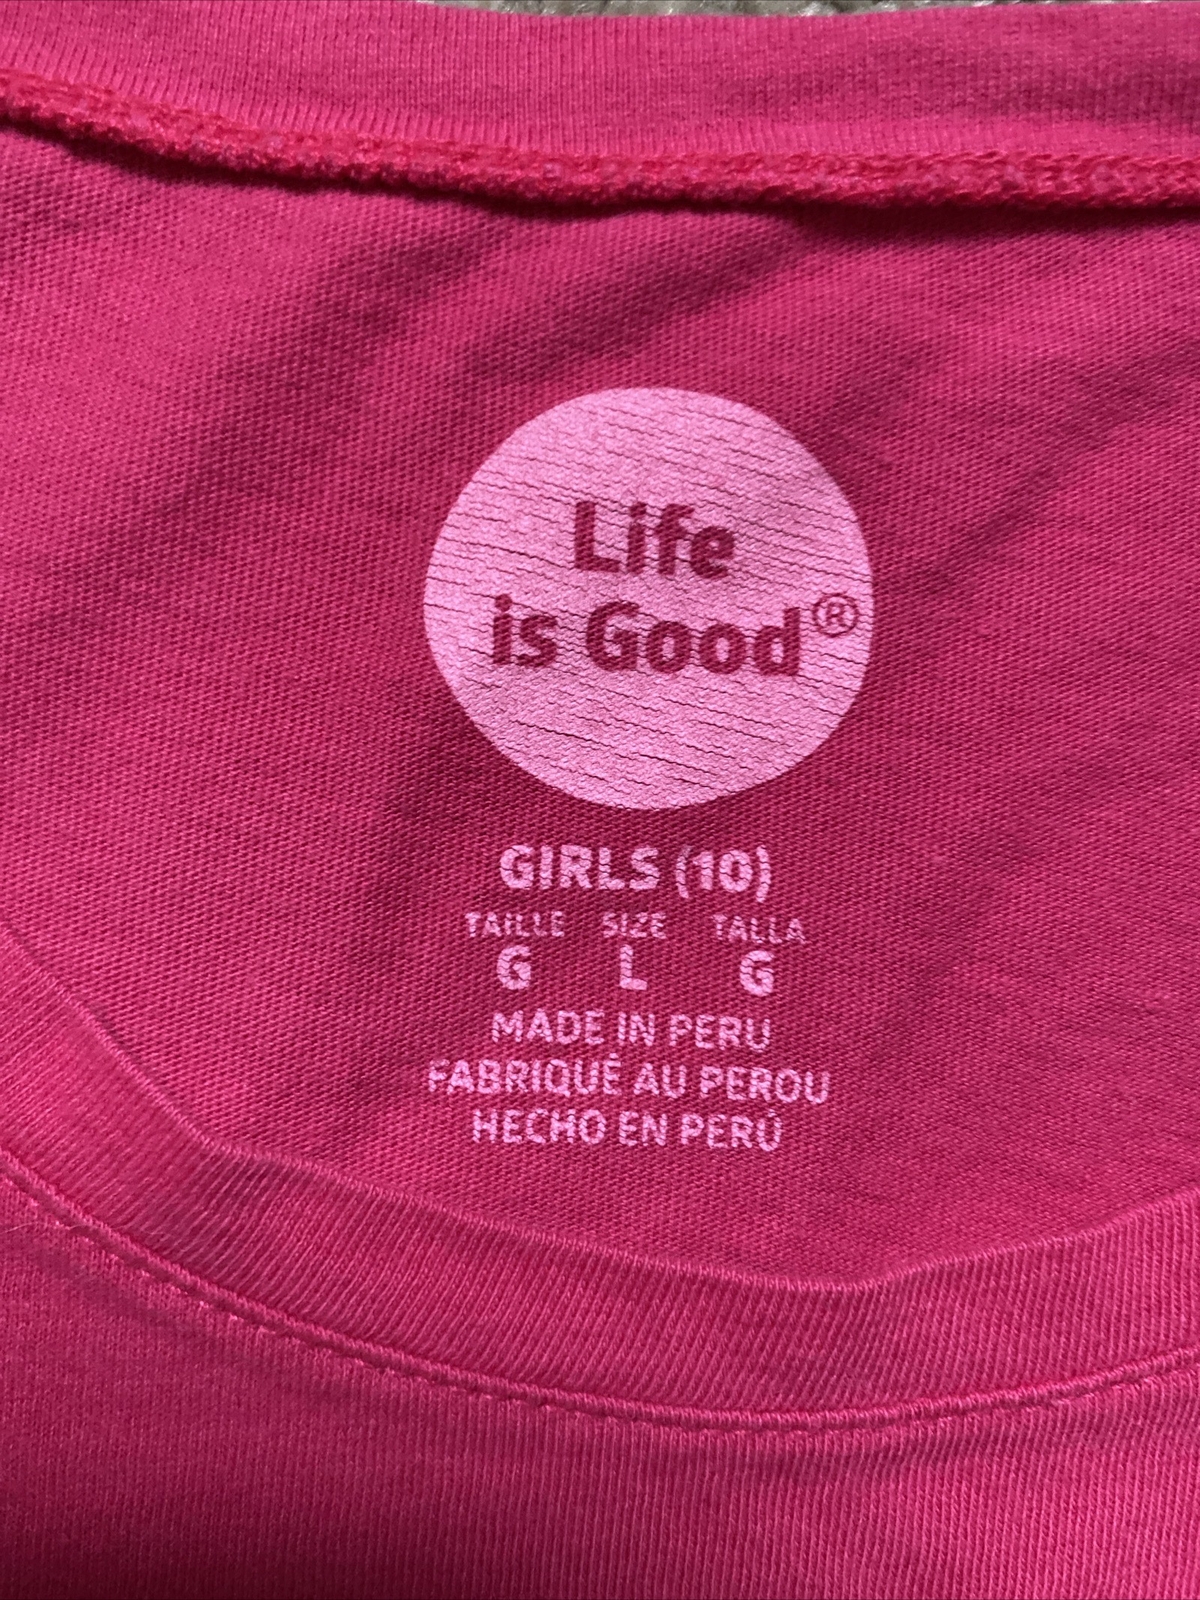 Life
is Good®
GIRLS (10)
TAILLE SIZE TALLA
G L G
MADE IN PERU
FABRIQUÉ AU PEROU
HECHO EN PERÚ